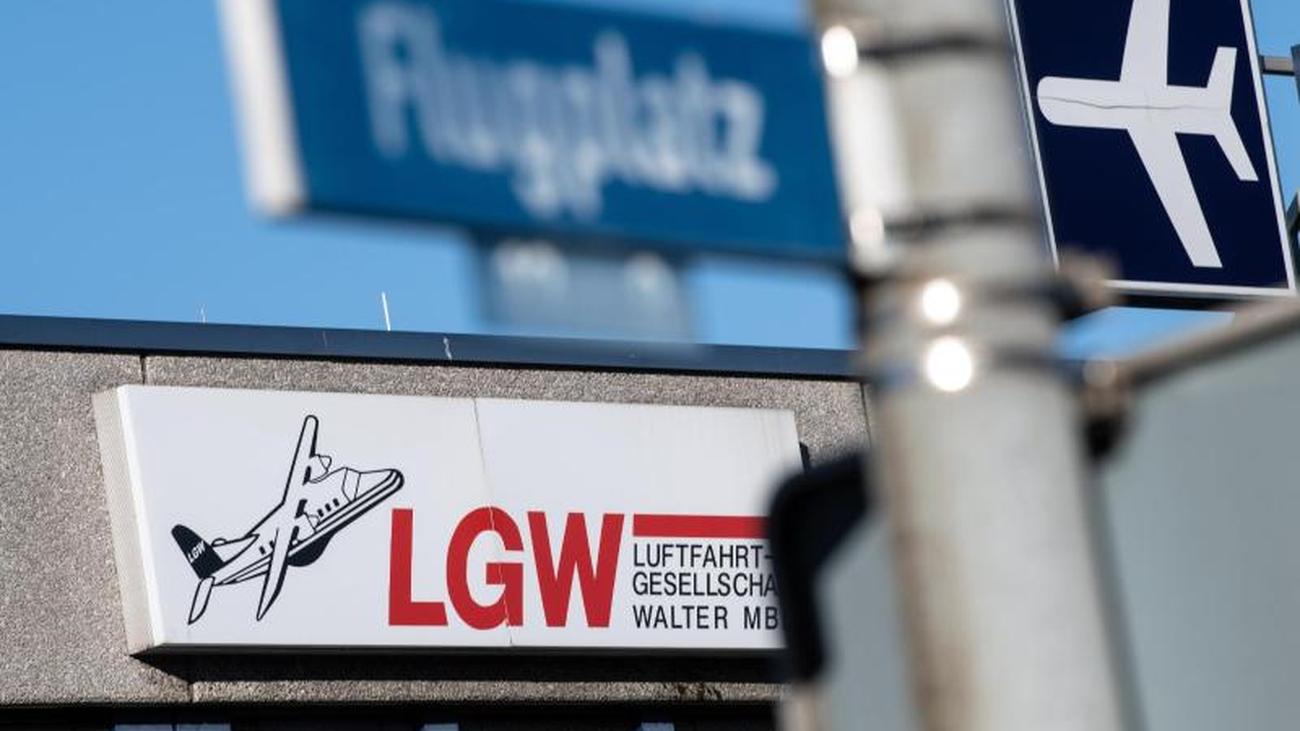 Flugplatz
LGW
LGW
LUFTFAHRT-
GESELLSCHA
WALTER MB